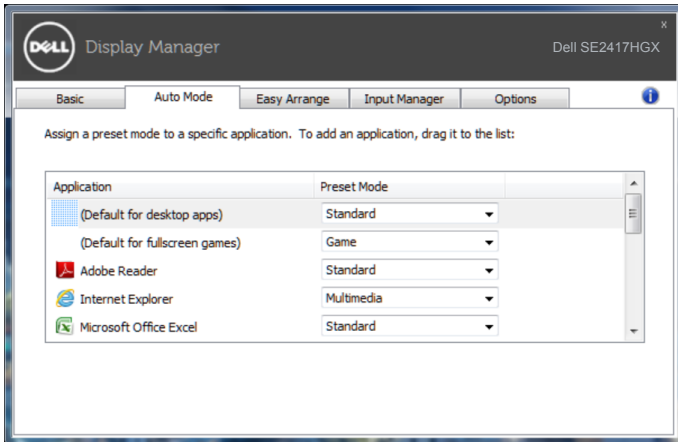 DELL Display Manager
x
Dell SE2417HGX
Basic Auto Mode Easy Arrange Input Manager Options i
Assign a preset mode to a specific application. To add an application, drag it to the list:
Application Preset Mode
(Default for desktop apps) Standard
(Default for fullscreen games) Game
Adobe Reader Standard
Internet Explorer Multimedia
Microsoft Office Excel Standard